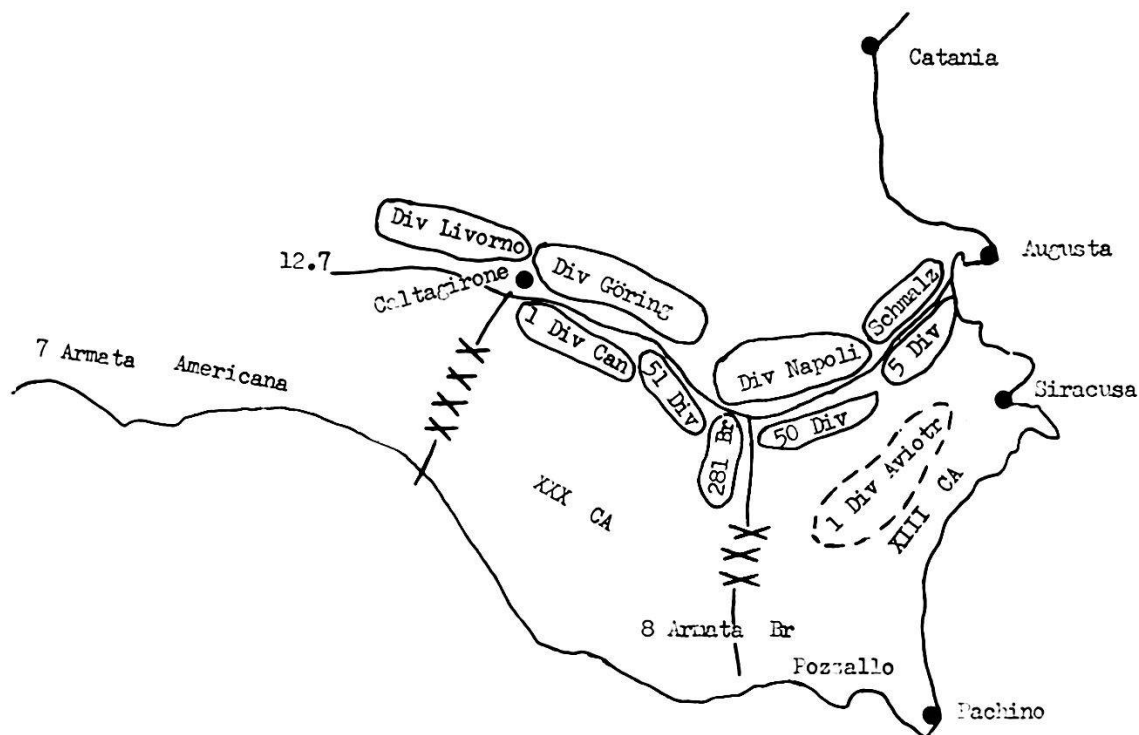 Catania
Div Livorno
12.7
Caltagirone
Div Göring
Schmalz
Augusta
1 Div Can
7 Armata Americana
51 Div
Div Napoli
5 Div
Siracusa
281 Br
50 Div
1 Div Aviotr
XXX CA
XIII CA
8 Armata Br
Pozzallo
Pachino